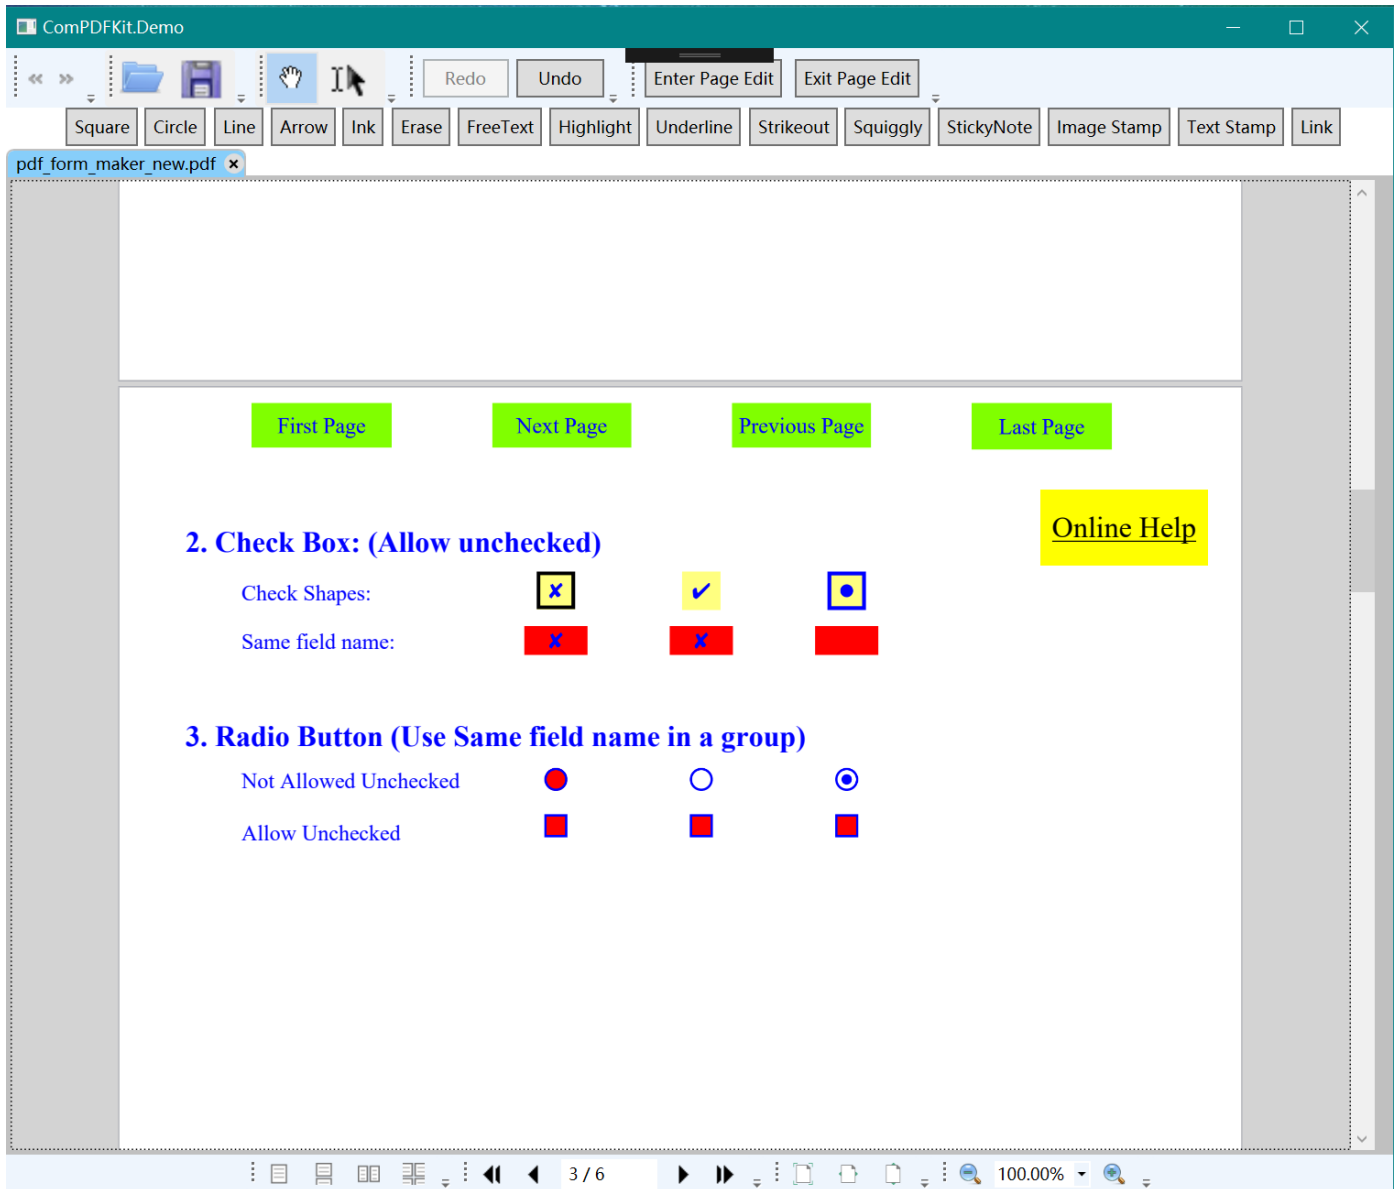 ComPDFKit.Demo
Redo Undo Enter Page Edit Exit Page Edit
Square Circle Line Arrow Ink Erase FreeText Highlight Underline Strikeout Squiggly StickyNote Image Stamp Text Stamp Link
pdf_form_maker_new.pdf
First Page Next Page Previous Page Last Page
Online Help
2. Check Box: (Allow unchecked)
Check Shapes:
Same field name:
3. Radio Button (Use Same field name in a group)
Not Allowed Unchecked
Allow Unchecked
3 / 6 100.00%